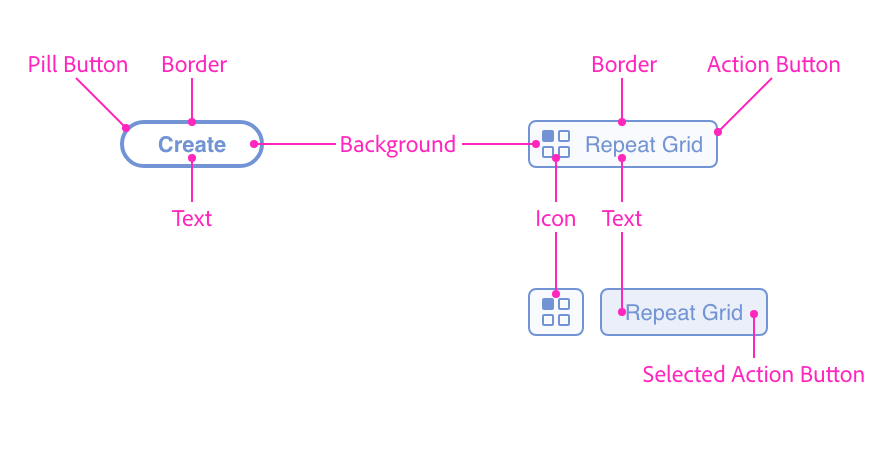 Pill Button
Border
Border
Action Button
Create
Background
Repeat Grid
Text
Icon
Text
Repeat Grid
Selected Action Button